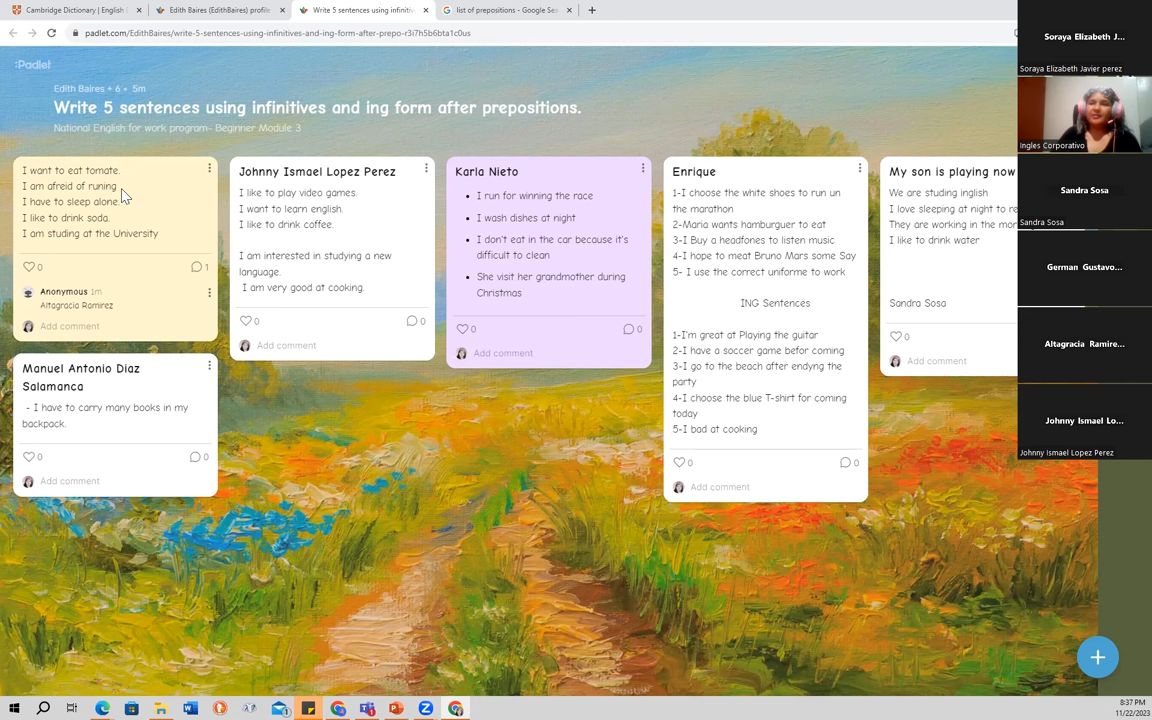 Cambridge Dictionary | English
Edith Baires (EdithBaires) profile
Write 5 sentences using infinitiv
list of prepositions - Google Sea
padlet.com/EdithBaires/write-5-sentences-using-infinitives-and-ing-form-after-prepo-r3i7h5b6bta1c0us
:Padlet
Edith Baires + 6 • 5m
Write 5 sentences using infinitives and ing form after prepositions.
National English for work program- Beginner Module 3
I want to eat tomate.
I am afreid of runing
I have to sleep alone.
I like to drink soda.
I am studing at the University
0
1
Anonymous 1m
Altagracia Ramirez
Add comment
Manuel Antonio Diaz
Salamanca
- I have to carry many books in my
backpack.
0
0
Add comment
Johnny Ismael Lopez Perez
I like to play video games.
I want to learn english.
I like to drink coffee.
I am interested in studying a new
language.
I am very good at cooking.
0
0
Add comment
Karla Nieto
• I run for winning the race
• I wash dishes at night
• I don't eat in the car because it's
difficult to clean
• She visit her grandmother during
Christmas
0
0
Add comment
Enrique
1-I choose the white shoes to run un
the marathon
2-Maria wants hamburguer to eat
3-I Buy a headfones to listen music
4-I hope to meat Bruno Mars some Say
5- I use the correct uniforme to work
ING Sentences
1-I'm great at Playing the guitar
2-I have a soccer game befor coming
3-I go to the beach after endyng the
party
4-I choose the blue T-shirt for coming
today
5-I bad at cooking
0
0
Add comment
My son is playing now
We are studing inglish
I love sleeping at night to re
They are working in the mor
I like to drink water
Sandra Sosa
0
Add comment
Soraya Elizabeth J...
Soraya Elizabeth Javier perez
Ingles Corporativo
Sandra Sosa
Sandra Sosa
German Gustavo...
Altagracia Ramire...
Johnny Ismael Lo...
Johnny Ismael Lopez Perez
8:37 PM
11/22/2023